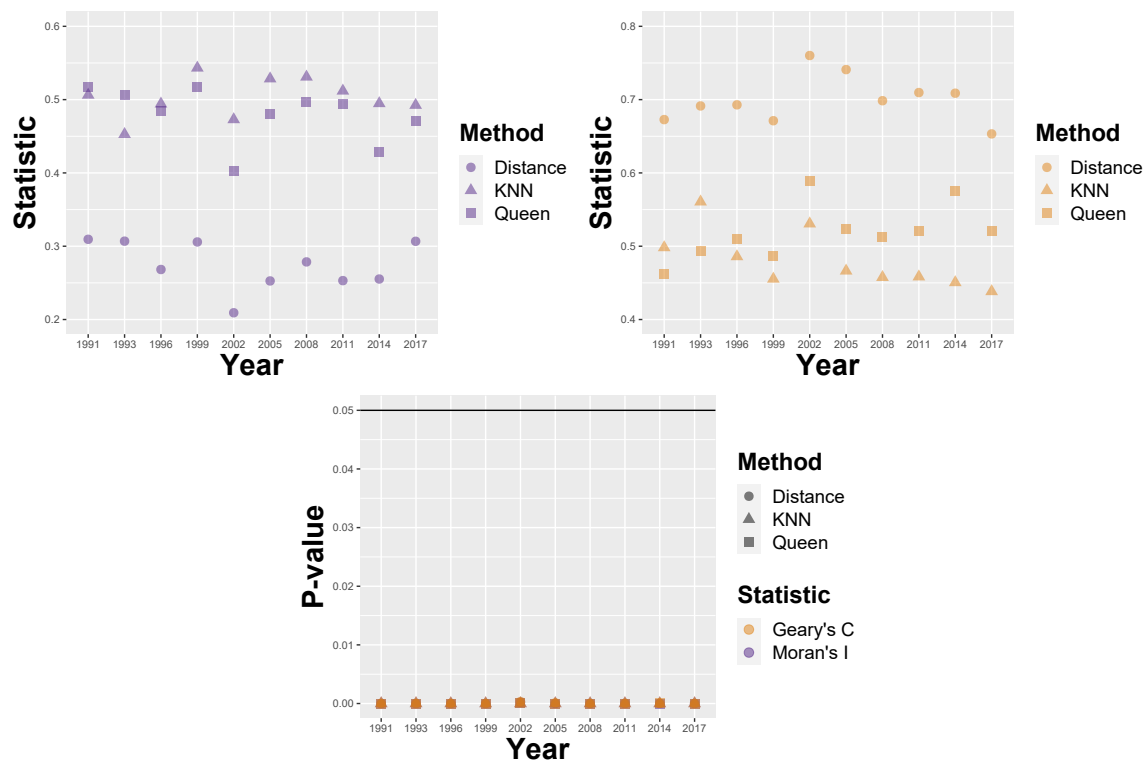 0.6
0.5
0.4
0.3
0.2
Statistic
1991 1993 1996 1999 2002 2005 2008 2011 2014 2017
Year
Method
Distance
KNN
Queen
0.8
0.7
0.6
0.5
0.4
Statistic
1991 1993 1996 1999 2002 2005 2008 2011 2014 2017
Year
Method
Distance
KNN
Queen
0.05
0.04
0.03
0.02
0.01
0.00
P-value
1991 1993 1996 1999 2002 2005 2008 2011 2014 2017
Year
Method
Distance
KNN
Queen
Statistic
Geary's C
Moran's I